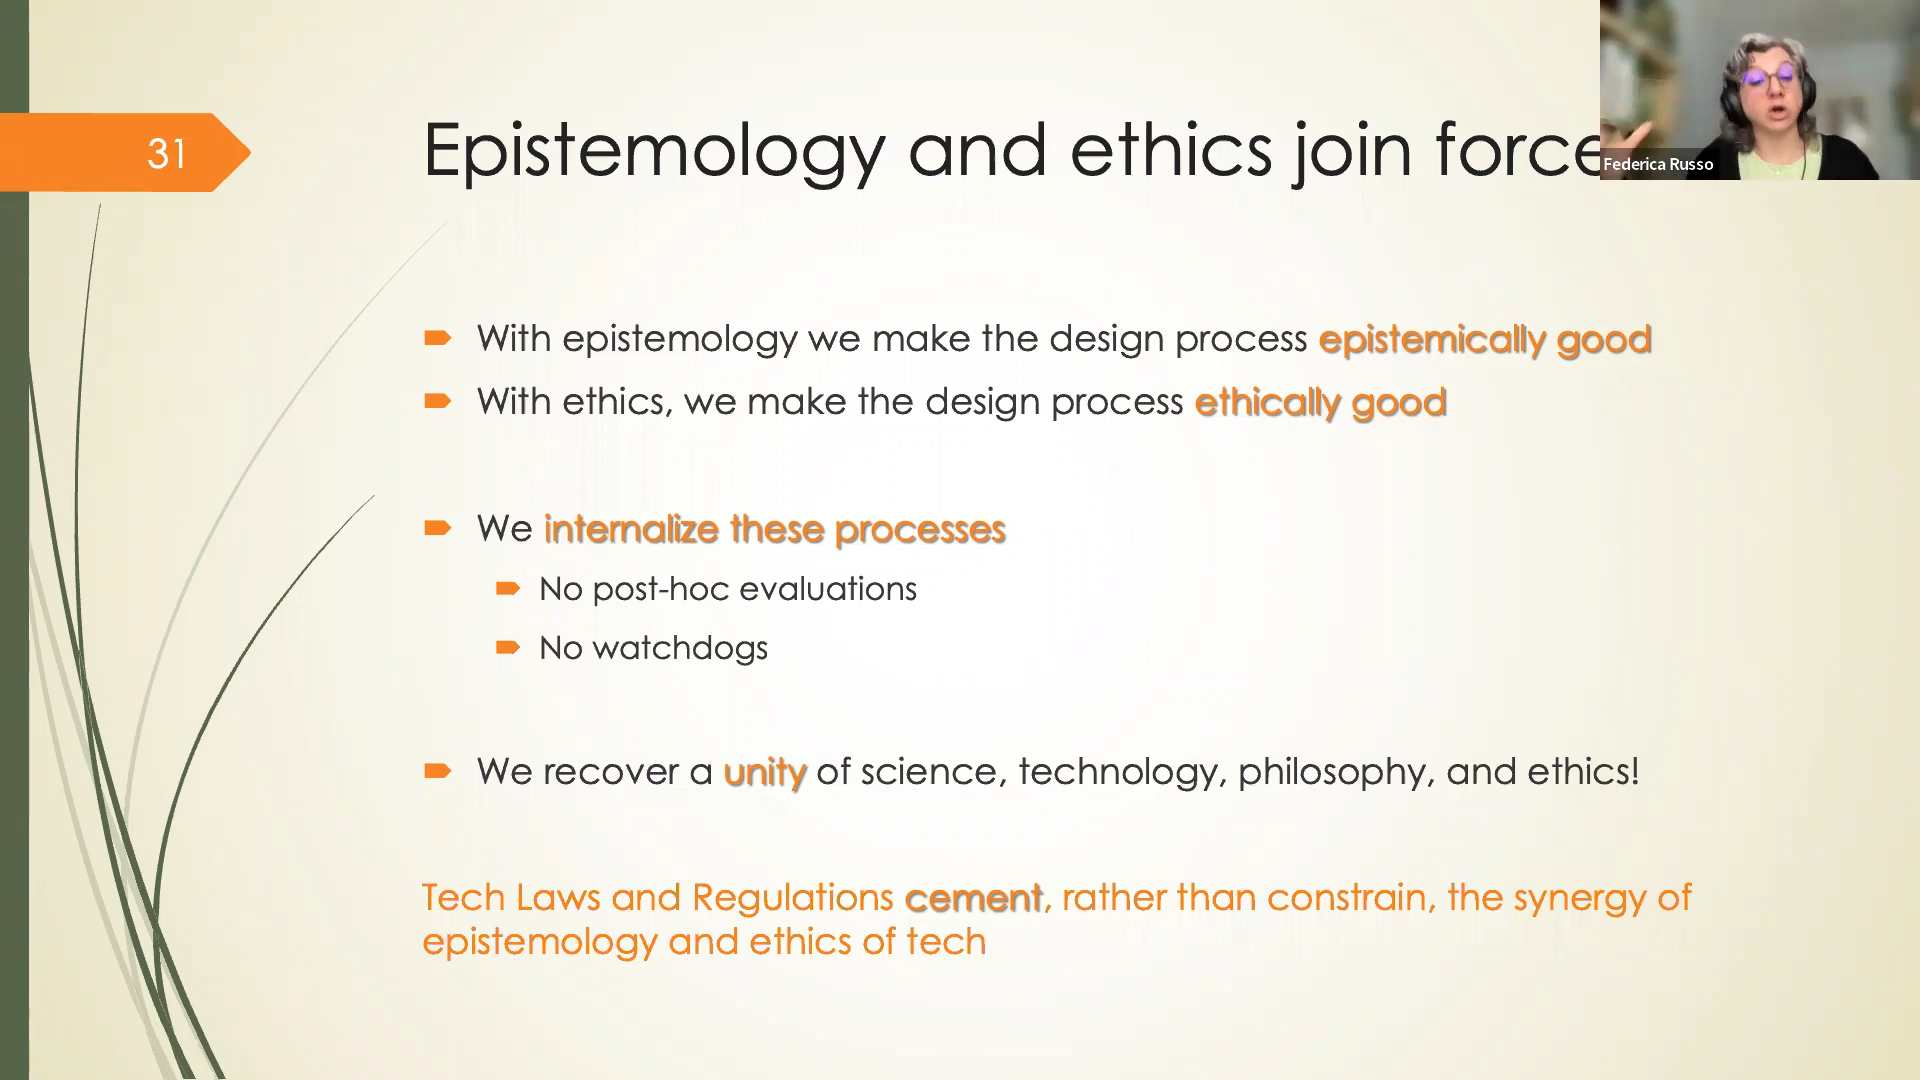 31
Epistemology and ethics join force
Federica Russo
With epistemology we make the design process epistemically good
With ethics, we make the design process ethically good
We internalize these processes
No post-hoc evaluations
No watchdogs
We recover a unity of science, technology, philosophy, and ethics!
Tech Laws and Regulations cement, rather than constrain, the synergy of
epistemology and ethics of tech